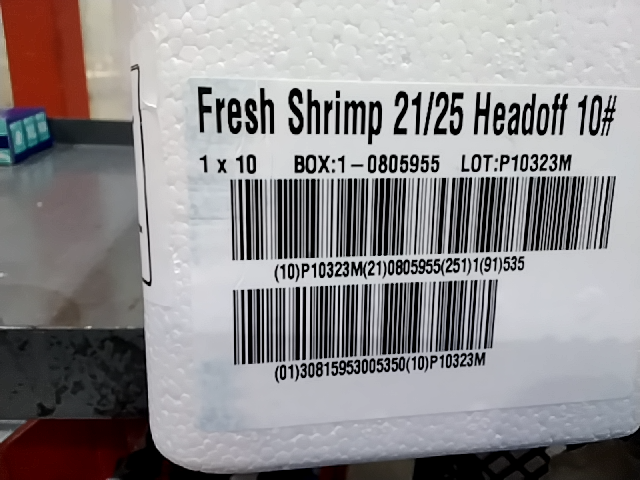 Fresh Shrimp 21/25 Headoff 10#
1 x 10 BOX:1-0805955 LOT:P10323M
(10)P10323M(21)0805955(251)1(91)535
(01)30815953005350(10)P10323M